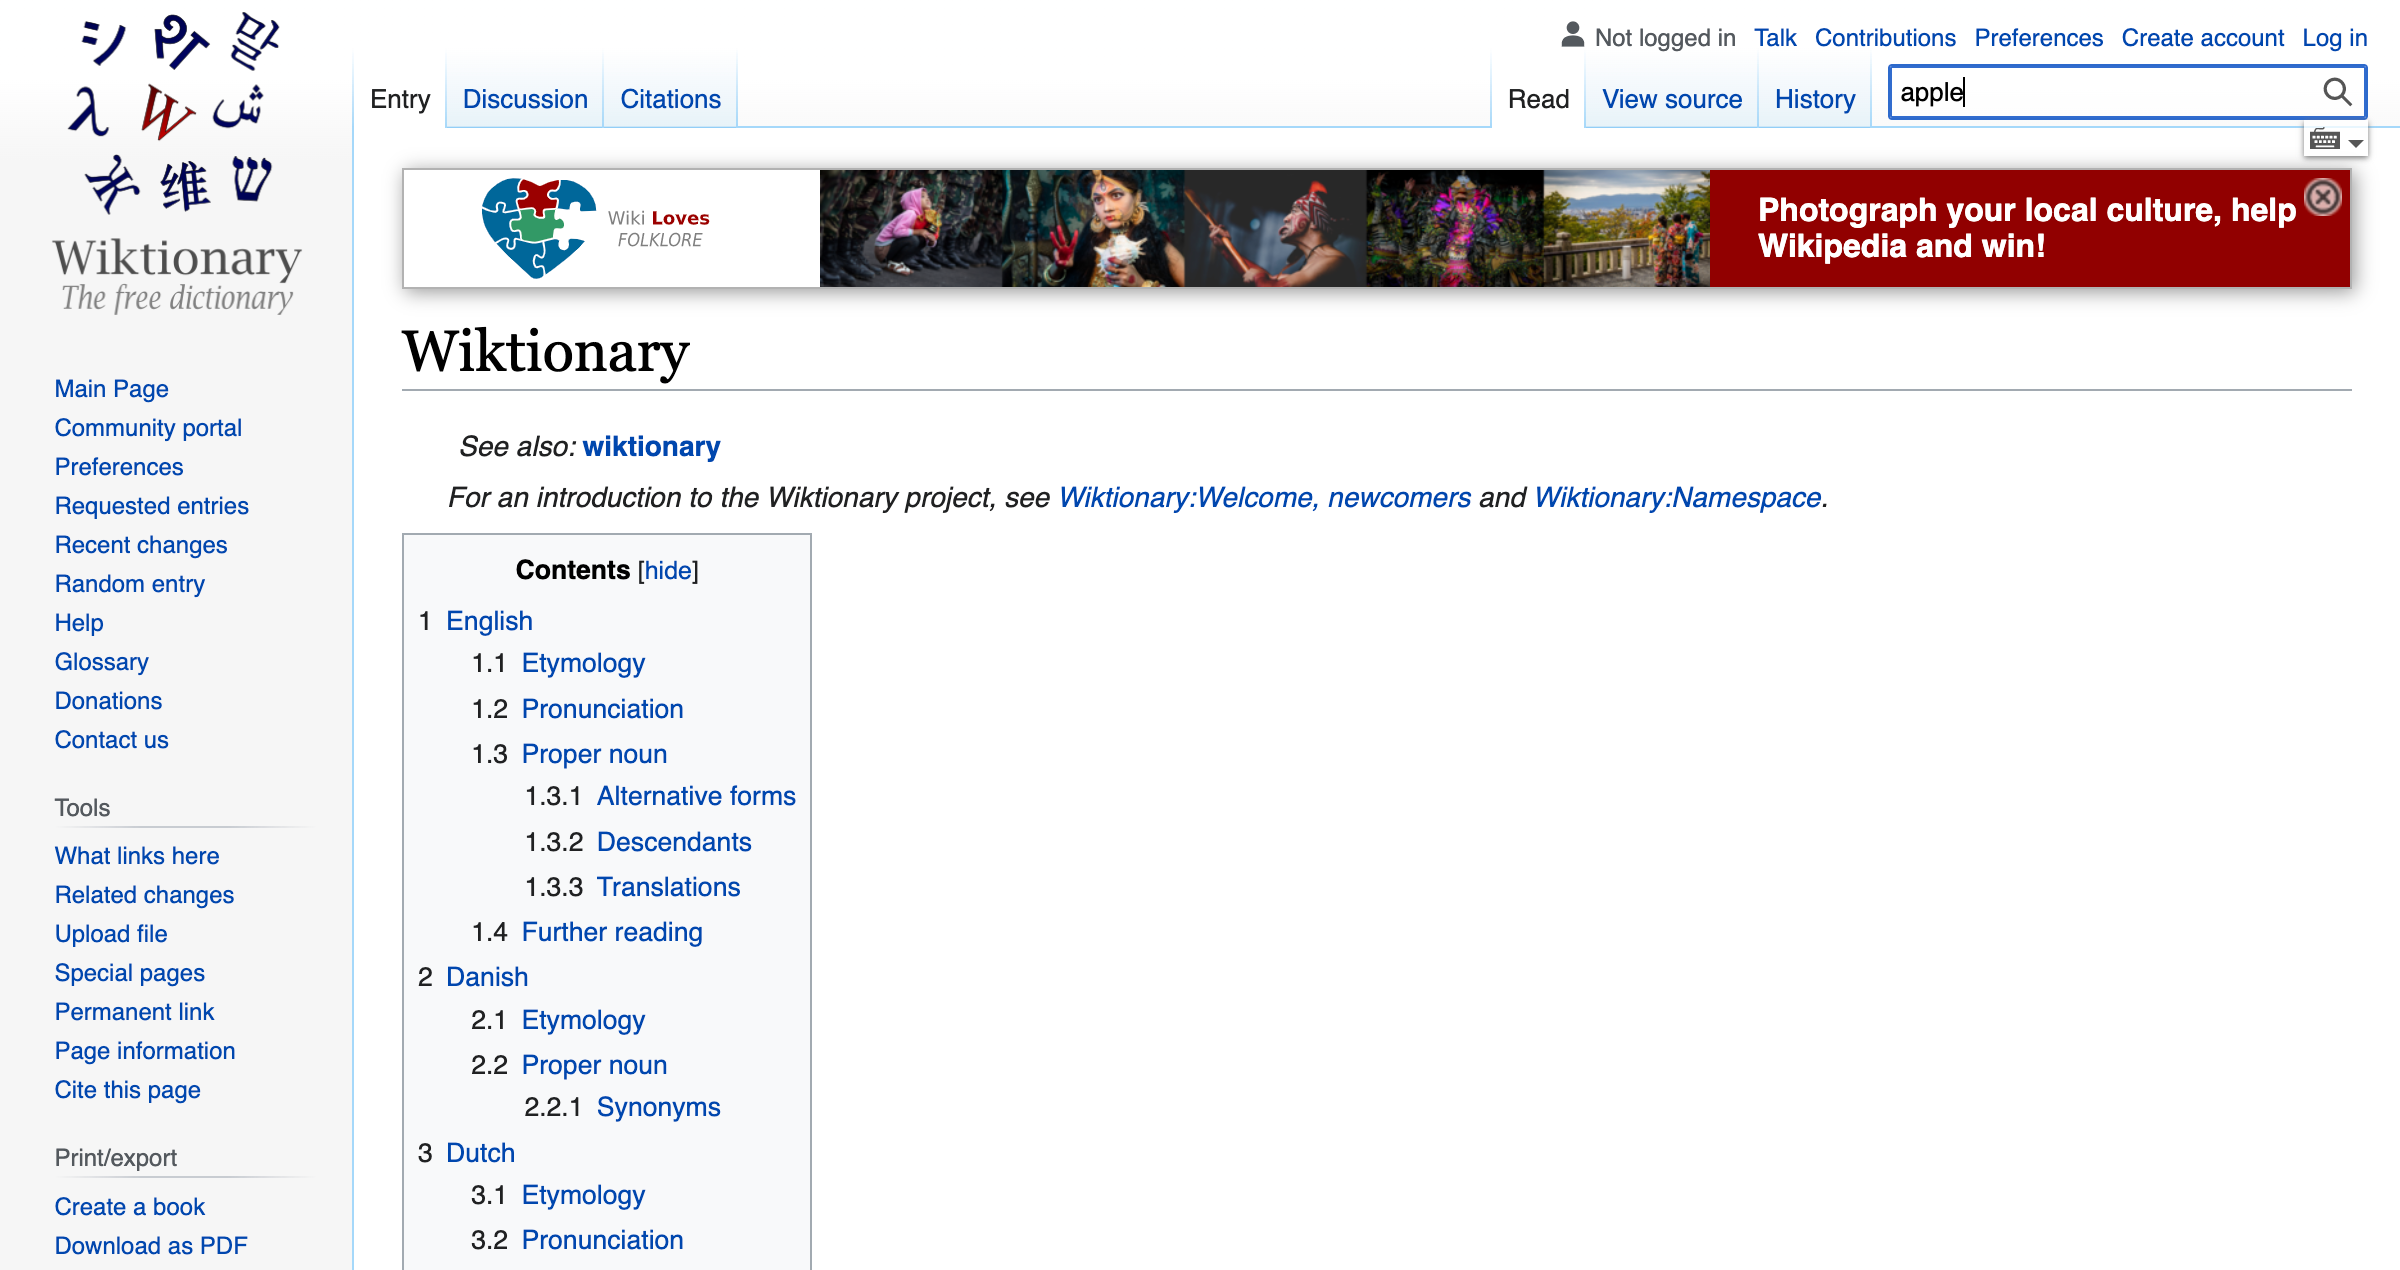 シ Պ 말
λ W ش
अ 维 ש
Wiktionary
The free dictionary
Not logged in Talk Contributions Preferences Create account Log in
Entry Discussion Citations Read View source History apple
Wiki Loves
FOLKLORE
Photograph your local culture, help
Wikipedia and win!
Wiktionary
See also: wiktionary
For an introduction to the Wiktionary project, see Wiktionary:Welcome, newcomers and Wiktionary:Namespace.
Contents [hide]
1 English
1.1 Etymology
1.2 Pronunciation
1.3 Proper noun
1.3.1 Alternative forms
1.3.2 Descendants
1.3.3 Translations
1.4 Further reading
2 Danish
2.1 Etymology
2.2 Proper noun
2.2.1 Synonyms
3 Dutch
3.1 Etymology
3.2 Pronunciation
Main Page
Community portal
Preferences
Requested entries
Recent changes
Random entry
Help
Glossary
Donations
Contact us
Tools
What links here
Related changes
Upload file
Special pages
Permanent link
Page information
Cite this page
Print/export
Create a book
Download as PDF